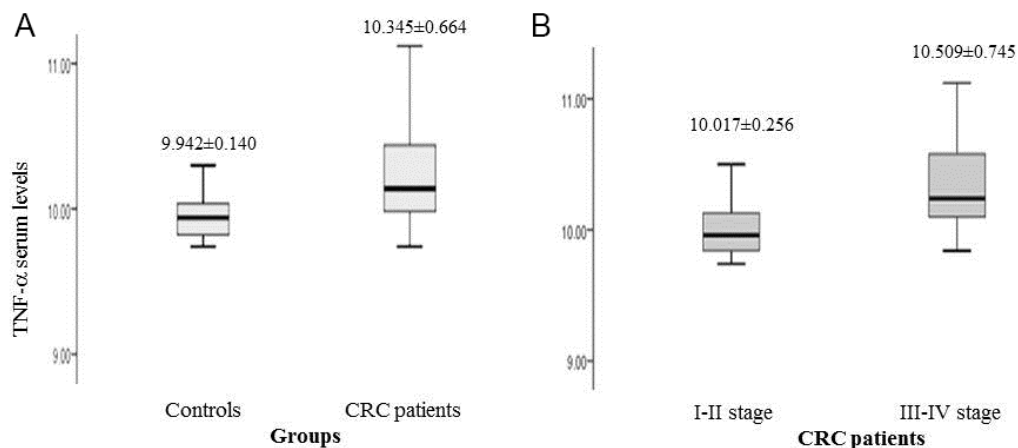 A
10.345±0.664
11.00
9.942±0.140
10.00
TNF-α serum levels
9.00
Controls CRC patients
Groups
B
10.509±0.745
11.00
10.017±0.256
10.00
9.00
I-II stage III-IV stage
CRC patients